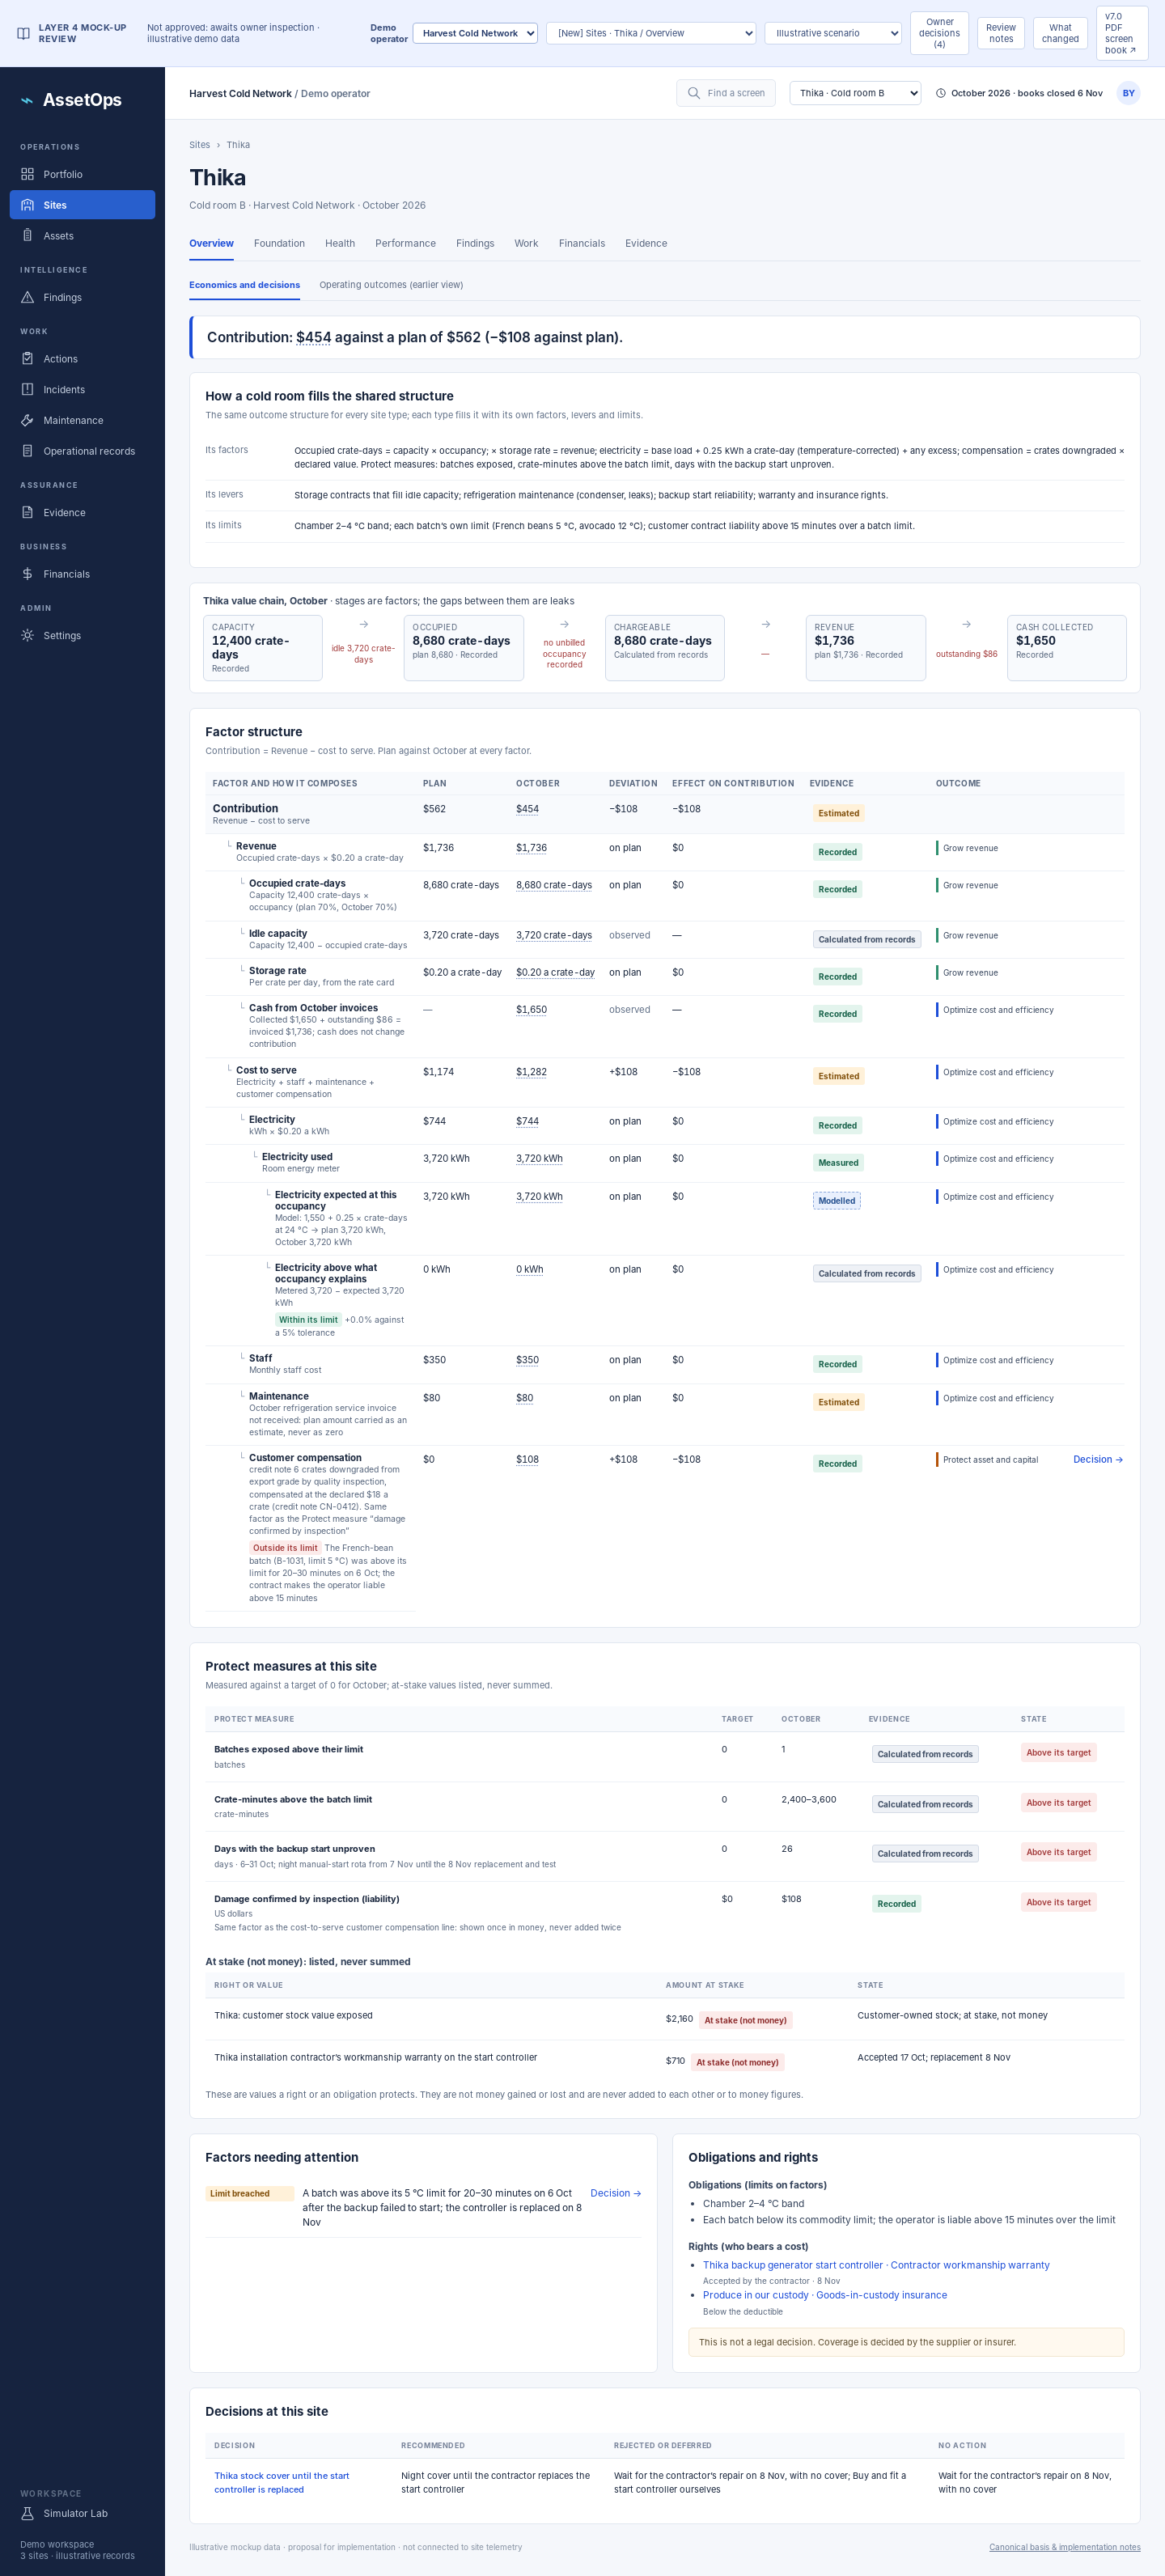 LAYER 4 MOCK-UP
REVIEW
Not approved: awaits owner inspection ·
illustrative demo data
Demo
operator
Harvest Cold Network
[New] Sites · Thika / Overview
Illustrative scenario
Owner
decisions
(4)
Review
notes
What
changed
v7.0
PDF
screen
book ↗
AssetOps
OPERATIONS
Portfolio
Sites
Assets
INTELLIGENCE
Findings
WORK
Actions
Incidents
Maintenance
Operational records
ASSURANCE
Evidence
BUSINESS
Financials
ADMIN
Settings
WORKSPACE
Simulator Lab
Demo workspace
3 sites · illustrative records
Harvest Cold Network / Demo operator
Find a screen
Thika · Cold room B
October 2026 · books closed 6 Nov
BY
Sites › Thika
Thika
Cold room B · Harvest Cold Network · October 2026
Overview Foundation Health Performance Findings Work Financials Evidence
Economics and decisions Operating outcomes (earlier view)
Contribution: $454 against a plan of $562 (−$108 against plan).
How a cold room fills the shared structure
The same outcome structure for every site type; each type fills it with its own factors, levers and limits.
Its factors
Occupied crate-days = capacity × occupancy; × storage rate = revenue; electricity = base load + 0.25 kWh a crate-day (temperature-corrected) + any excess; compensation = crates downgraded ×
declared value. Protect measures: batches exposed, crate-minutes above the batch limit, days with the backup start unproven.
Its levers
Storage contracts that fill idle capacity; refrigeration maintenance (condenser, leaks); backup start reliability; warranty and insurance rights.
Its limits
Chamber 2–4 °C band; each batch's own limit (French beans 5 °C, avocado 12 °C); customer contract liability above 15 minutes over a batch limit.
Thika value chain, October · stages are factors; the gaps between them are leaks
CAPACITY
12,400 crate-
days
Recorded
→
idle 3,720 crate-
days
OCCUPIED
8,680 crate-days
plan 8,680 · Recorded
→
no unbilled
occupancy
recorded
CHARGEABLE
8,680 crate-days
Calculated from records
→
—
REVENUE
$1,736
plan $1,736 · Recorded
→
outstanding $86
CASH COLLECTED
$1,650
Recorded
Factor structure
Contribution = Revenue − cost to serve. Plan against October at every factor.
FACTOR AND HOW IT COMPOSES PLAN OCTOBER DEVIATION EFFECT ON CONTRIBUTION EVIDENCE OUTCOME
Contribution $562 $454 −$108 −$108 Estimated
Revenue − cost to serve
└ Revenue $1,736 $1,736 on plan $0 Recorded Grow revenue
Occupied crate-days × $0.20 a crate-day
└ Occupied crate-days 8,680 crate-days 8,680 crate-days on plan $0 Recorded Grow revenue
Capacity 12,400 crate-days ×
occupancy (plan 70%, October 70%)
└ Idle capacity 3,720 crate-days 3,720 crate-days observed — Calculated from records Grow revenue
Capacity 12,400 − occupied crate-days
└ Storage rate $0.20 a crate-day $0.20 a crate-day on plan $0 Recorded Grow revenue
Per crate per day, from the rate card
└ Cash from October invoices — $1,650 observed — Recorded Optimize cost and efficiency
Collected $1,650 + outstanding $86 =
invoiced $1,736; cash does not change
contribution
└ Cost to serve $1,174 $1,282 +$108 −$108 Estimated Optimize cost and efficiency
Electricity + staff + maintenance +
customer compensation
└ Electricity $744 $744 on plan $0 Recorded Optimize cost and efficiency
kWh × $0.20 a kWh
└ Electricity used 3,720 kWh 3,720 kWh on plan $0 Measured Optimize cost and efficiency
Room energy meter
└ Electricity expected at this 3,720 kWh 3,720 kWh on plan $0 Modelled Optimize cost and efficiency
occupancy
Model: 1,550 + 0.25 × crate-days
at 24 °C → plan 3,720 kWh,
October 3,720 kWh
└ Electricity above what 0 kWh 0 kWh on plan $0 Calculated from records Optimize cost and efficiency
occupancy explains
Metered 3,720 − expected 3,720
kWh
Within its limit +0.0% against
a 5% tolerance
└ Staff $350 $350 on plan $0 Recorded Optimize cost and efficiency
Monthly staff cost
└ Maintenance $80 $80 on plan $0 Estimated Optimize cost and efficiency
October refrigeration service invoice
not received: plan amount carried as an
estimate, never as zero
└ Customer compensation $0 $108 +$108 −$108 Recorded Protect asset and capital Decision →
credit note 6 crates downgraded from
export grade by quality inspection,
compensated at the declared $18 a
crate (credit note CN-0412). Same
factor as the Protect measure "damage
confirmed by inspection"
Outside its limit The French-bean
batch (B-1031, limit 5 °C) was above its
limit for 20–30 minutes on 6 Oct; the
contract makes the operator liable
above 15 minutes
Protect measures at this site
Measured against a target of 0 for October; at-stake values listed, never summed.
PROTECT MEASURE TARGET OCTOBER EVIDENCE STATE
Batches exposed above their limit 0 1 Calculated from records Above its target
batches
Crate-minutes above the batch limit 0 2,400–3,600 Calculated from records Above its target
crate-minutes
Days with the backup start unproven 0 26 Calculated from records Above its target
days · 6–31 Oct; night manual-start rota from 7 Nov until the 8 Nov replacement and test
Damage confirmed by inspection (liability) $0 $108 Recorded Above its target
US dollars
Same factor as the cost-to-serve customer compensation line: shown once in money, never added twice
At stake (not money): listed, never summed
RIGHT OR VALUE AMOUNT AT STAKE STATE
Thika: customer stock value exposed $2,160 At stake (not money) Customer-owned stock; at stake, not money
Thika installation contractor's workmanship warranty on the start controller $710 At stake (not money) Accepted 17 Oct; replacement 8 Nov
These are values a right or an obligation protects. They are not money gained or lost and are never added to each other or to money figures.
Factors needing attention
Limit breached
A batch was above its 5 °C limit for 20–30 minutes on 6 Oct
after the backup failed to start; the controller is replaced on 8
Nov
Decision →
Obligations and rights
Obligations (limits on factors)
• Chamber 2–4 °C band
• Each batch below its commodity limit; the operator is liable above 15 minutes over the limit
Rights (who bears a cost)
• Thika backup generator start controller · Contractor workmanship warranty
Accepted by the contractor · 8 Nov
• Produce in our custody · Goods-in-custody insurance
Below the deductible
This is not a legal decision. Coverage is decided by the supplier or insurer.
Decisions at this site
DECISION RECOMMENDED REJECTED OR DEFERRED NO ACTION
Thika stock cover until the start
controller is replaced
Night cover until the contractor replaces the
start controller
Wait for the contractor's repair on 8 Nov, with no cover; Buy and fit a
start controller ourselves
Wait for the contractor's repair on 8 Nov,
with no cover
Illustrative mockup data · proposal for implementation · not connected to site telemetry
Canonical basis & implementation notes